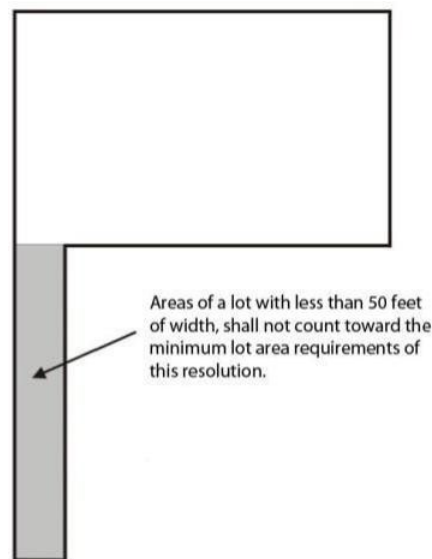 Areas of a lot with less than 50 feet
of width, shall not count toward the
minimum lot area requirements of
this resolution.